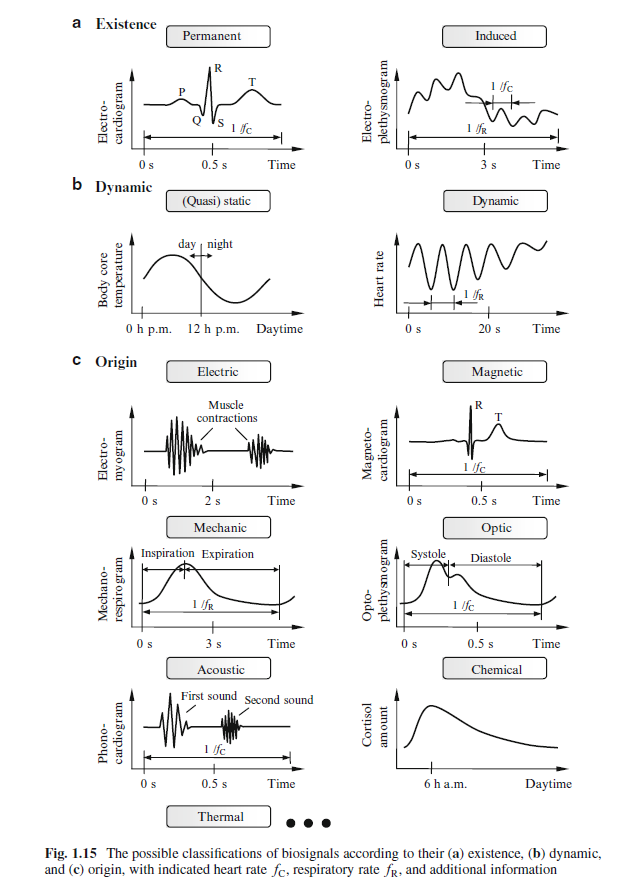 a Existence
Permanent
Induced
Electro-
cardiogram
P
Q
R
S
T
1/fC
0 s
0.5 s
Time
Electro-
plethysmogram
1/fC
1/fR
0 s
3 s
Time
b Dynamic
(Quasi) static
Dynamic
Body core
temperature
day
night
0 h p.m.
12 h p.m.
Daytime
Heart rate
1/fR
0 s
20 s
Time
c Origin
Electric
Magnetic
Electro-
myogram
Muscle
contractions
0 s
2 s
Time
Magneto-
cardiogram
R
T
1/fC
0 s
0.5 s
Time
Mechanic
Optic
Mechano-
respirogram
Inspiration
Expiration
1/fR
0 s
3 s
Time
Opto-
plethysmogram
Systole
Diastole
1/fC
0 s
0.5 s
Time
Acoustic
Chemical
Phono-
cardiogram
First sound
Second sound
1/fC
0 s
0.5 s
Time
Cortisol
amount
6 h a.m.
Daytime
Thermal
Fig. 1.15 The possible classifications of biosignals according to their (a) existence, (b) dynamic,
and (c) origin, with indicated heart rate fC, respiratory rate fR, and additional information